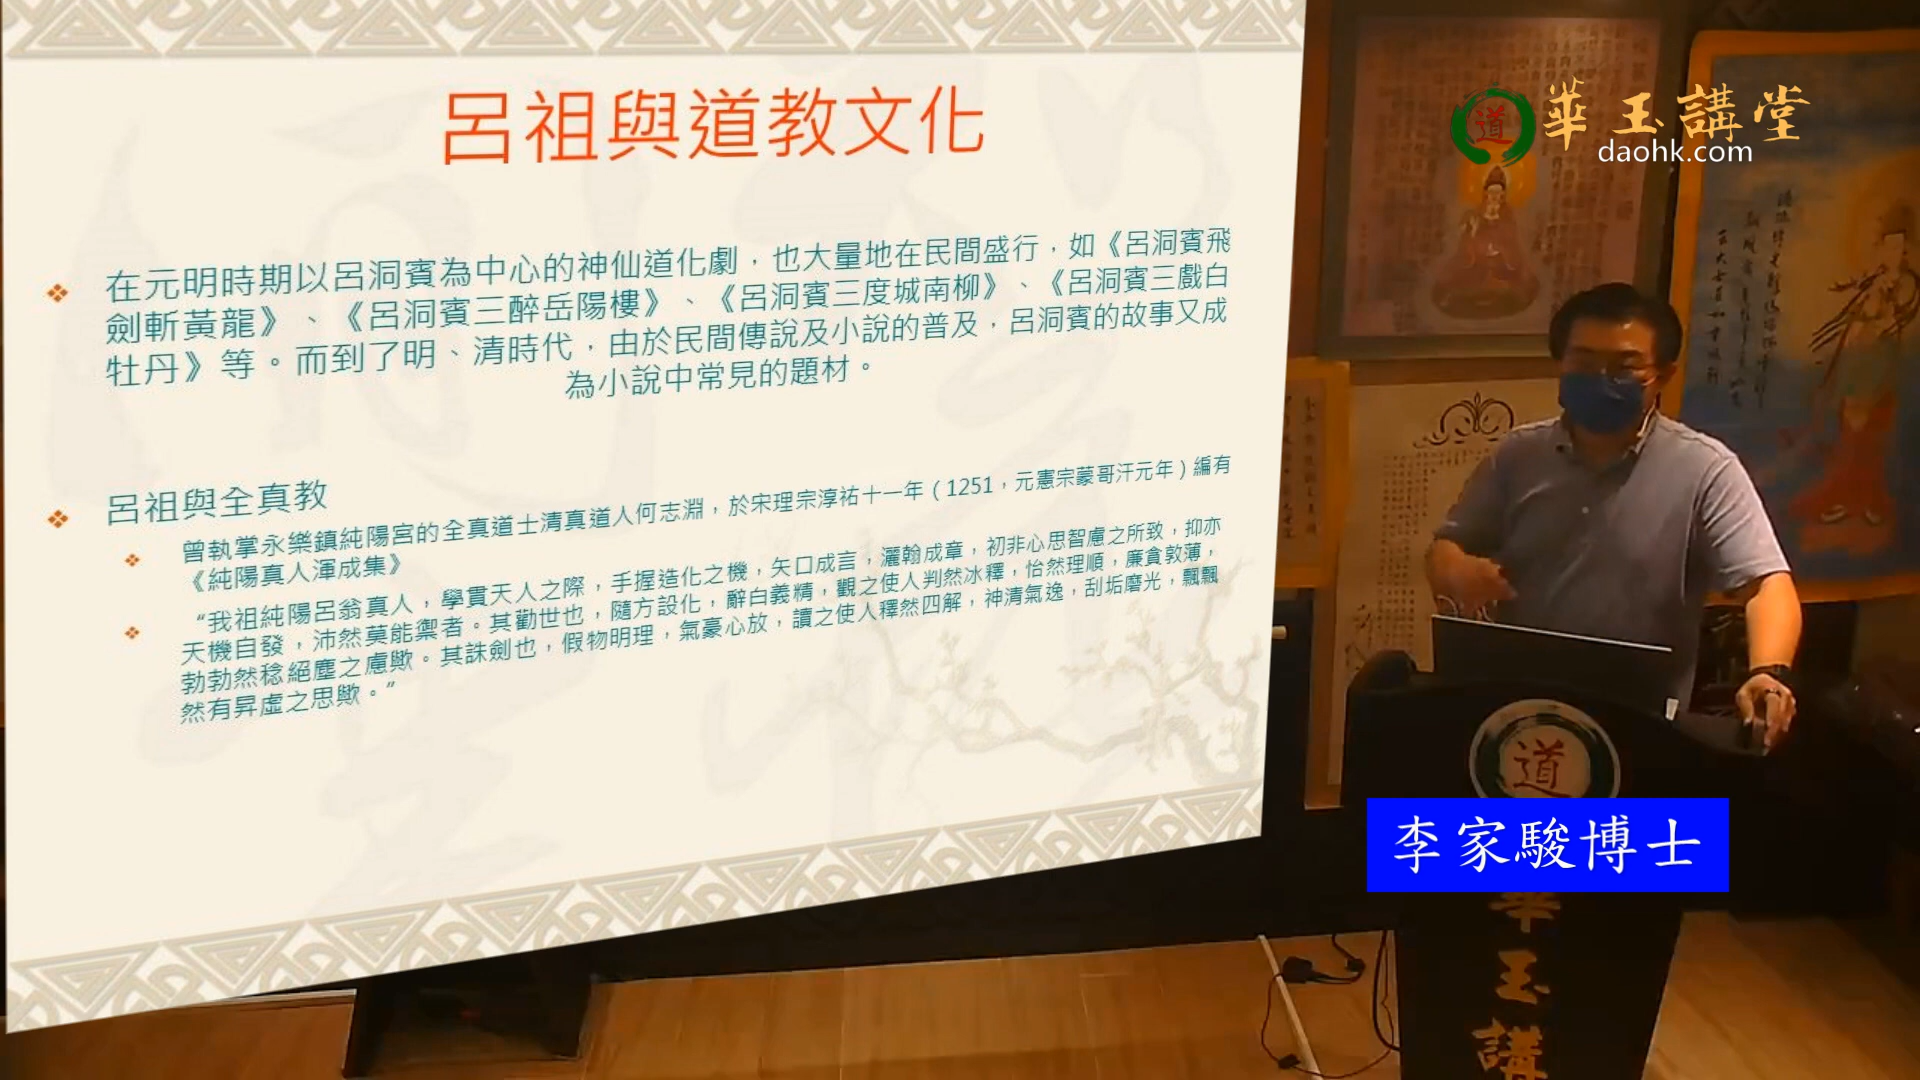 呂祖與道教文化
在元明時期以呂洞賓為中心的神仙道化劇，也大量地在民間盛行，如《呂洞賓飛
劍斬黃龍》、《呂洞賓三醉岳陽樓》、《呂洞賓三度城南柳》、《呂洞賓三戲白
牡丹》等。而到了明、清時代，由於民間傳說及小說的普及，呂洞賓的故事又成
為小說中常見的題材。
呂祖與全真教
曾執掌永樂鎮純陽宮的全真道士清真道人何志淵，於宋理宗淳祐十一年（1251，元憲宗蒙哥汗元年）編有
《純陽真人渾成集》
“我祖純陽呂翁真人，學貫天人之際，手握造化之機，矢口成言，灑翰成章，初非心思智慮之所致，抑亦
天機自發，沛然莫能禦者。其勸世也，隨方設化，辭白義精，觀之使人判然冰釋，怡然理順，廉貪敦薄，
勃勃然稔絕塵之慮歟。其誅劍也，假物明理，氣豪心放，讀之使人釋然四解，神清氣逸，刮垢磨光，飄飄
然有昇虛之思歟。”
道
華玉講堂
daohk.com
道
李家駿博士
華
玉
講